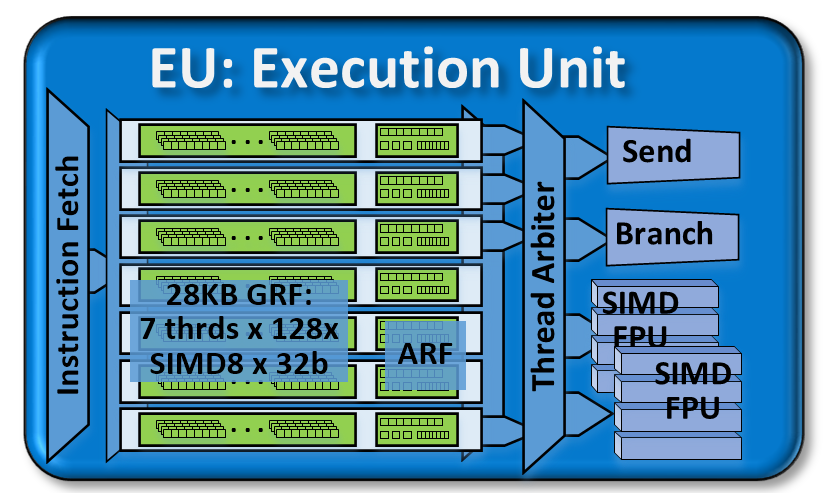 EU: Execution Unit
Instruction Fetch
28KB GRF:
7 thrds x 128x
SIMD8 x 32b
ARF
Thread Arbiter
Send
Branch
SIMD
FPU
SIMD
FPU